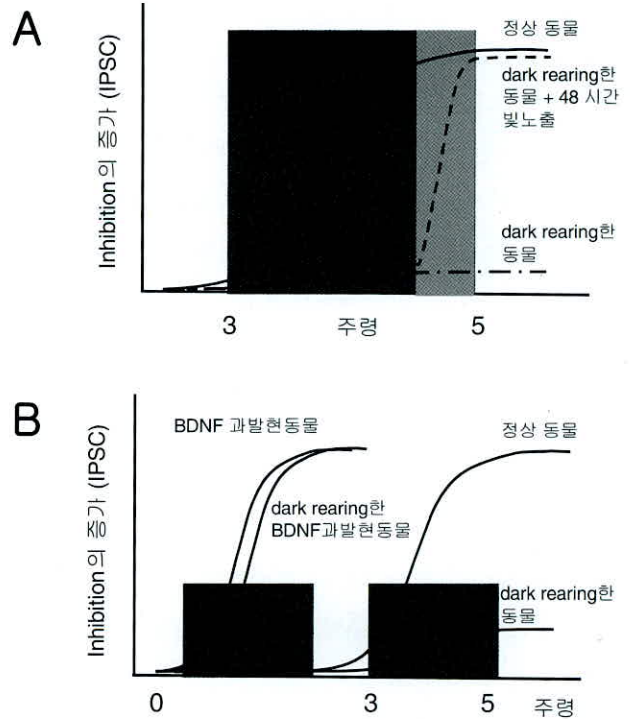 A
Inhibition의 증가 (IPSC)
정상 동물
dark rearing한
동물 + 48 시간
빛노출
dark rearing한
동물
3
주령
5
B
Inhibition의 증가 (IPSC)
BDNF 과발현동물
정상 동물
dark rearing한
BDNF과발현동물
dark rearing한
동물
0
3
5
주령